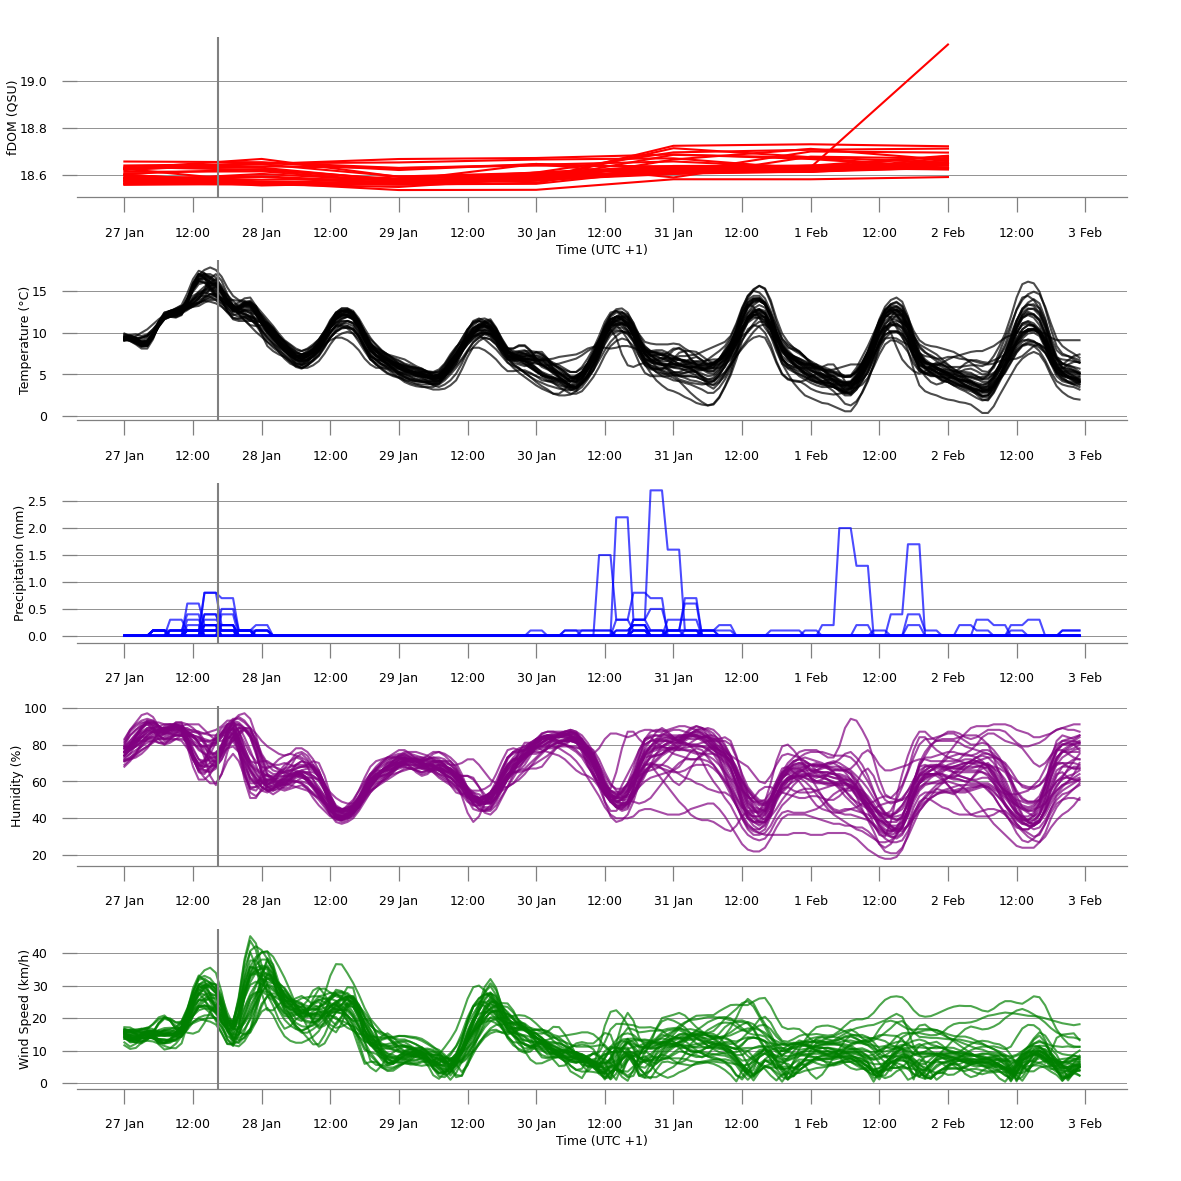 fDOM (QSU)
19.0
18.8
18.6
27 Jan 12:00 28 Jan 12:00 29 Jan 12:00 30 Jan 12:00 31 Jan 12:00 1 Feb 12:00 2 Feb 12:00 3 Feb
Time (UTC +1)
Temperature (°C)
15
10
5
0
27 Jan 12:00 28 Jan 12:00 29 Jan 12:00 30 Jan 12:00 31 Jan 12:00 1 Feb 12:00 2 Feb 12:00 3 Feb
Precipitation (mm)
2.5
2.0
1.5
1.0
0.5
0.0
27 Jan 12:00 28 Jan 12:00 29 Jan 12:00 30 Jan 12:00 31 Jan 12:00 1 Feb 12:00 2 Feb 12:00 3 Feb
Humidity (%)
100
80
60
40
20
27 Jan 12:00 28 Jan 12:00 29 Jan 12:00 30 Jan 12:00 31 Jan 12:00 1 Feb 12:00 2 Feb 12:00 3 Feb
Wind Speed (km/h)
40
30
20
10
0
27 Jan 12:00 28 Jan 12:00 29 Jan 12:00 30 Jan 12:00 31 Jan 12:00 1 Feb 12:00 2 Feb 12:00 3 Feb
Time (UTC +1)